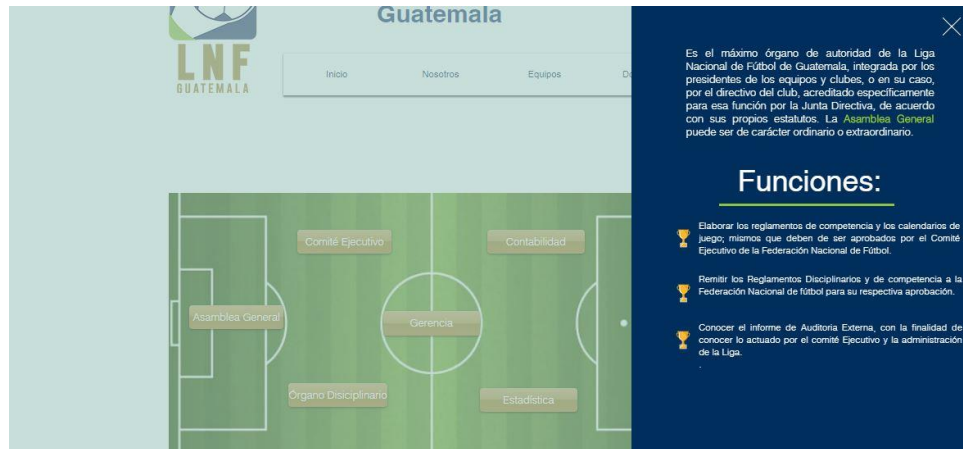 Guatemala
LNF
GUATEMALA
Inicio
Nosotros
Equipos
Comité Ejecutivo
Contabilidad
Asamblea General
Gerencia
Órgano Disiciplinario
Estadística
Es el máximo órgano de autoridad de la Liga
Nacional de Fútbol de Guatemala, integrada por los
presidentes de los equipos y clubes, o en su caso,
por el directivo del club, acreditado específicamente
para esa función por la Junta Directiva, de acuerdo
con sus propios estatutos. La Asamblea General
puede ser de carácter ordinario o extraordinario.
Funciones:
Elaborar los reglamentos de competencia y los calendarios de
juego; mismos que deben de ser aprobados por el Comité
Ejecutivo de la Federación Nacional de Fútbol.
Remitir los Reglamentos Disciplinarios y de competencia a la
Federación Nacional de fútbol para su respectiva aprobación.
Conocer el informe de Auditoria Externa, con la finalidad de
conocer lo actuado por el comité Ejecutivo y la administración
de la Liga.
.